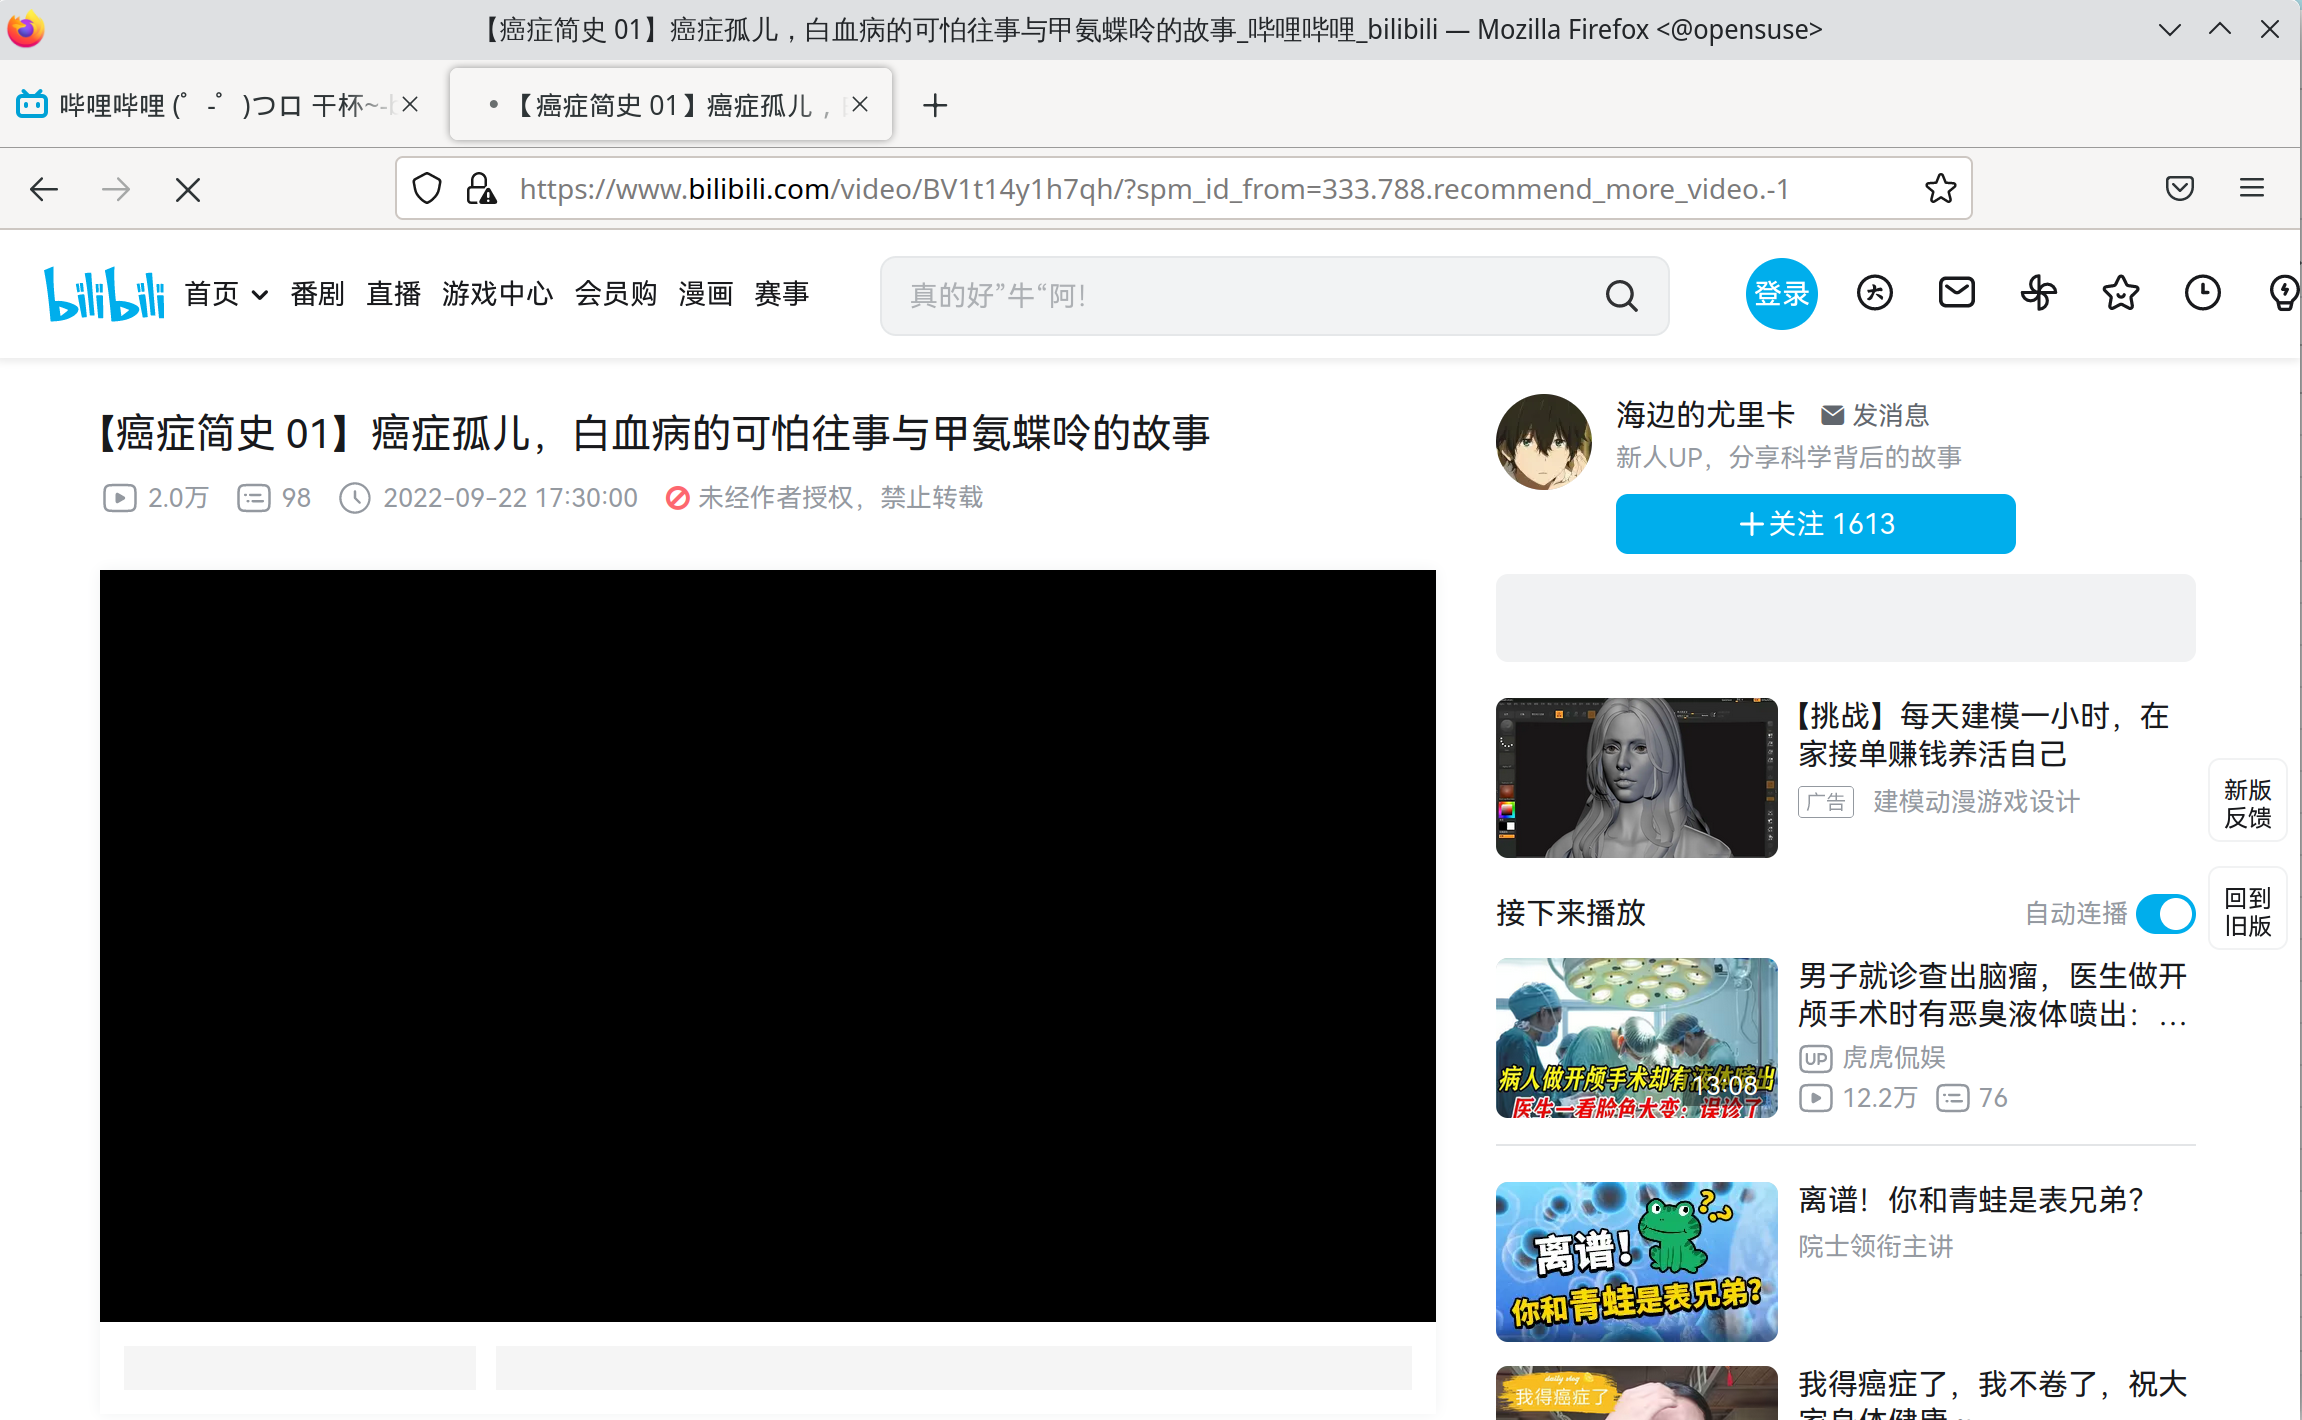 【癌症简史 01】癌症孤儿，白血病的可怕往事与甲氨蝶呤的故事_哔哩哔哩_bilibili — Mozilla Firefox <@opensuse>
哔哩哔哩 (゜-゜)つロ 干杯~-b
• 【癌症简史 01】癌症孤儿，
https://www.bilibili.com/video/BV1t14y1h7qh/?spm_id_from=333.788.recommend_more_video.-1
bilibili 首页 番剧 直播 游戏中心 会员购 漫画 赛事
真的好”牛“阿!
登录
【癌症简史 01】癌症孤儿，白血病的可怕往事与甲氨蝶呤的故事
2.0万 98 2022-09-22 17:30:00 未经作者授权，禁止转载
海边的尤里卡 发消息
新人UP，分享科学背后的故事
+关注 1613
【挑战】每天建模一小时，在
家接单赚钱养活自己
广告 建模动漫游戏设计
新版
反馈
回到
旧版
接下来播放
自动连播
病人做开颅手术却有液体喷出
医生一看脸色大变：误诊了
13:08
男子就诊查出脑瘤，医生做开
颅手术时有恶臭液体喷出：…
UP 虎虎侃娱
12.2万 76
离谱!
你和青蛙是表兄弟?
离谱！你和青蛙是表兄弟？
院士领衔主讲
daily vlog
我得癌症了
我得癌症了，我不卷了，祝大
家身体健康~